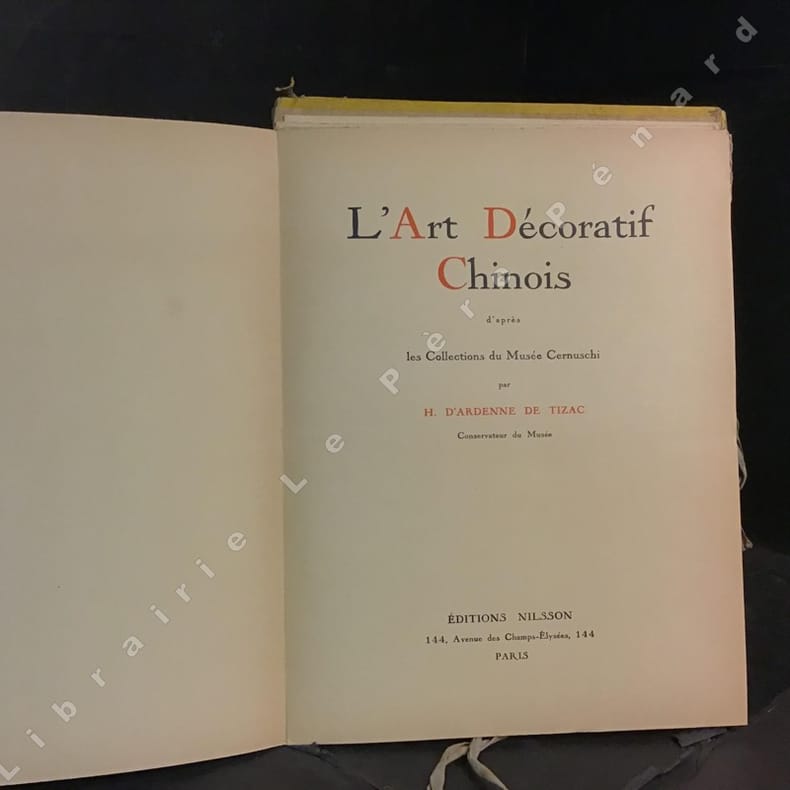 L'Art Décoratif
Chinois
d'après
les Collections du Musée Cernuschi
par
H. D'ARDENNE DE TIZAC
Conservateur du Musée
ÉDITIONS NILSSON
144, Avenue des Champs-Élysées, 144
PARIS
Librairie Le Père Pénard